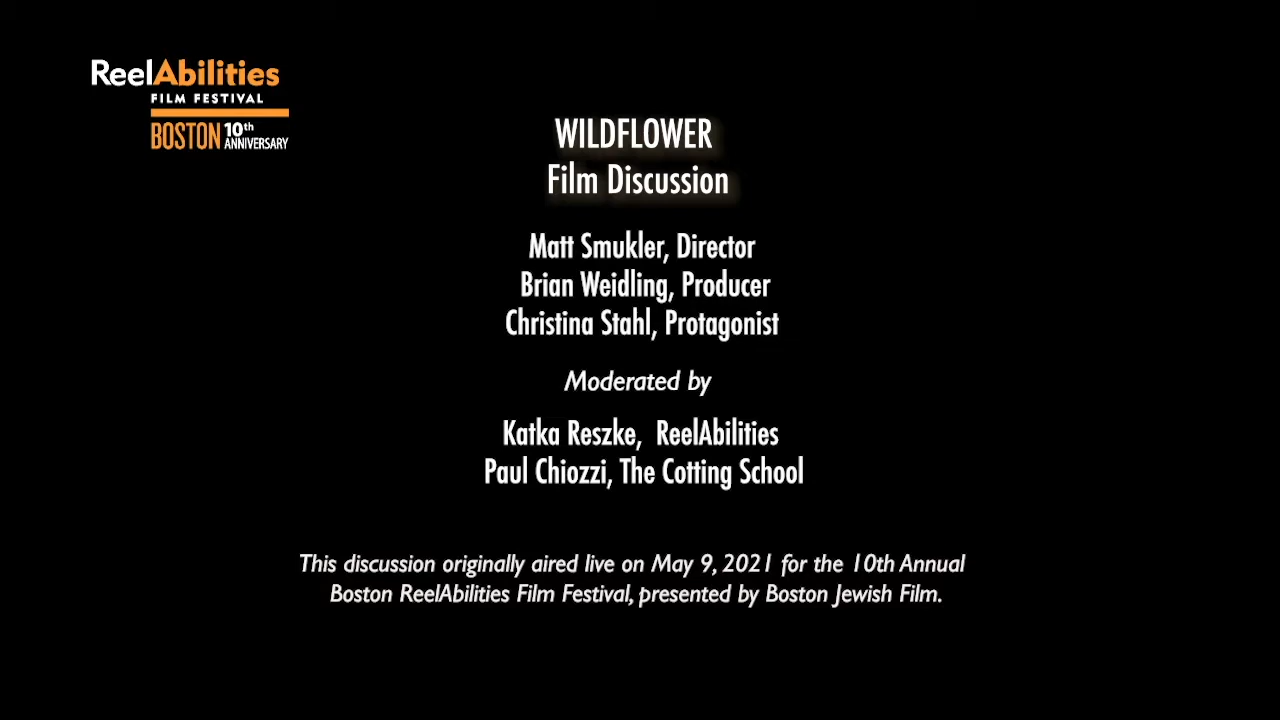 ReelAbilities
FILM FESTIVAL
BOSTON 10th ANNIVERSARY
WILDFLOWER
Film Discussion
Matt Smukler, Director
Brian Weidling, Producer
Christina Stahl, Protagonist
Moderated by
Katka Reszke, ReelAbilities
Paul Chiozzi, The Cotting School
This discussion originally aired live on May 9, 2021 for the 10th Annual
Boston ReelAbilities Film Festival, presented by Boston Jewish Film.